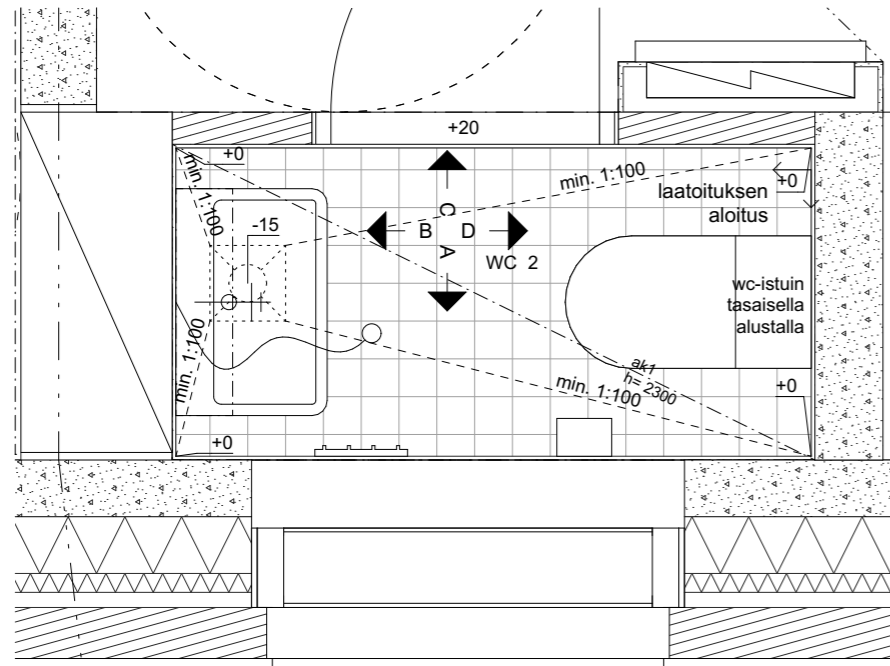 +20
+0
min. 1:100
min. 1:100
+0
laatoituksen
aloitus
-15
C
B D
A
WC 2
wc-istuin
tasaisella
alustalla
min. 1:100
ak1
h= 2300
min. 1:100
+0
+0